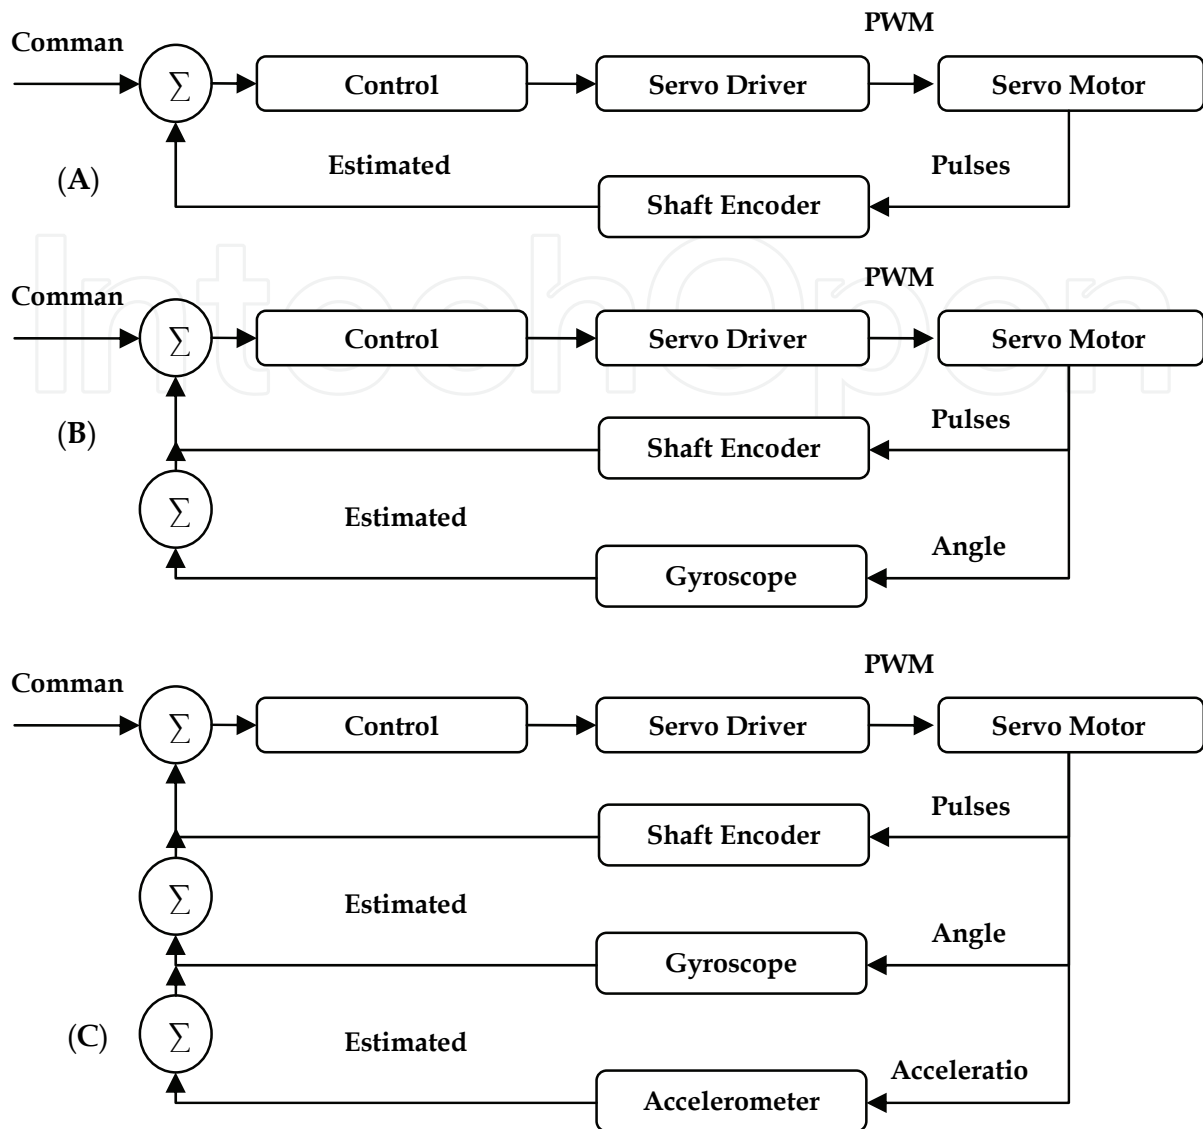 PWM
Comman
∑ Control Servo Driver Servo Motor
Estimated Pulses
(A)
Shaft Encoder
IntechOpen
PWM
Comman
∑ Control Servo Driver Servo Motor
Pulses
(B)
Shaft Encoder
∑
Estimated
Angle
Gyroscope
PWM
Comman
∑ Control Servo Driver Servo Motor
Pulses
Shaft Encoder
∑
Estimated
Angle
Gyroscope
(C)
∑
Estimated
Acceleratio
Accelerometer